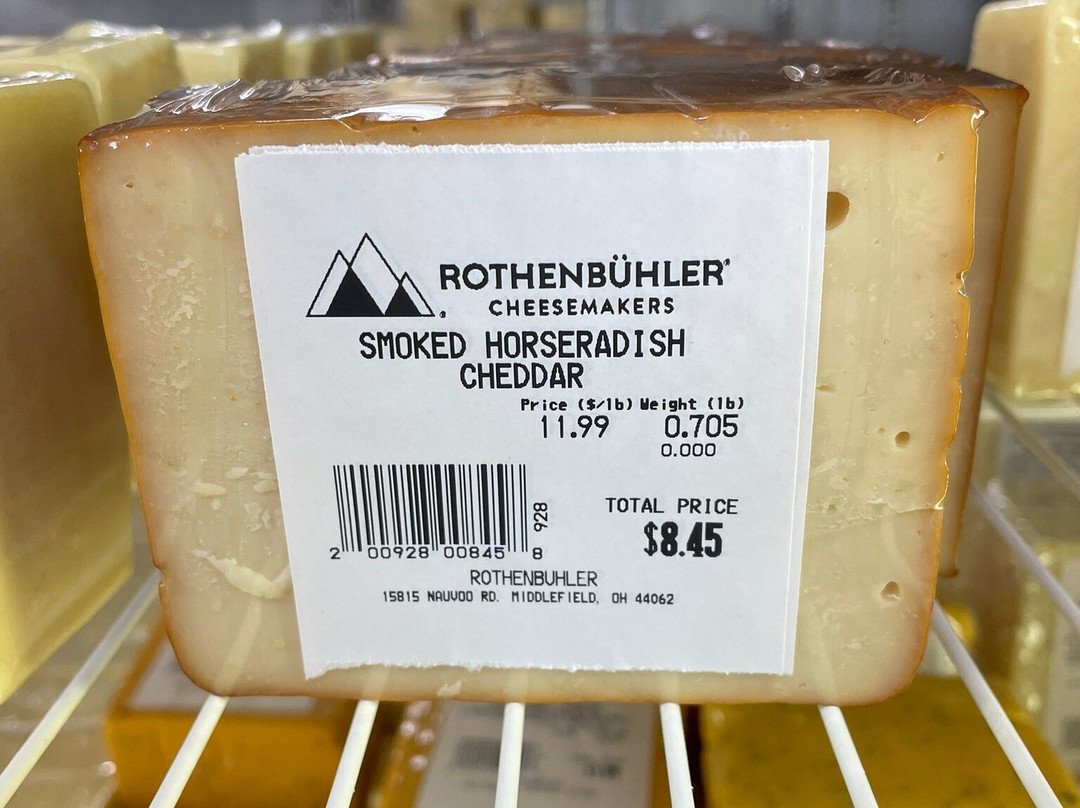 ROTHENBÜHLER®
CHEESEMAKERS
SMOKED HORSERADISH
CHEDDAR
Price ($/lb) Weight (lb)
11.99 0.705
0.000
928
2 00928 00845 8
TOTAL PRICE
$8.45
ROTHENBUHLER
15815 NAUVOO RD. MIDDLEFIELD, OH 44062